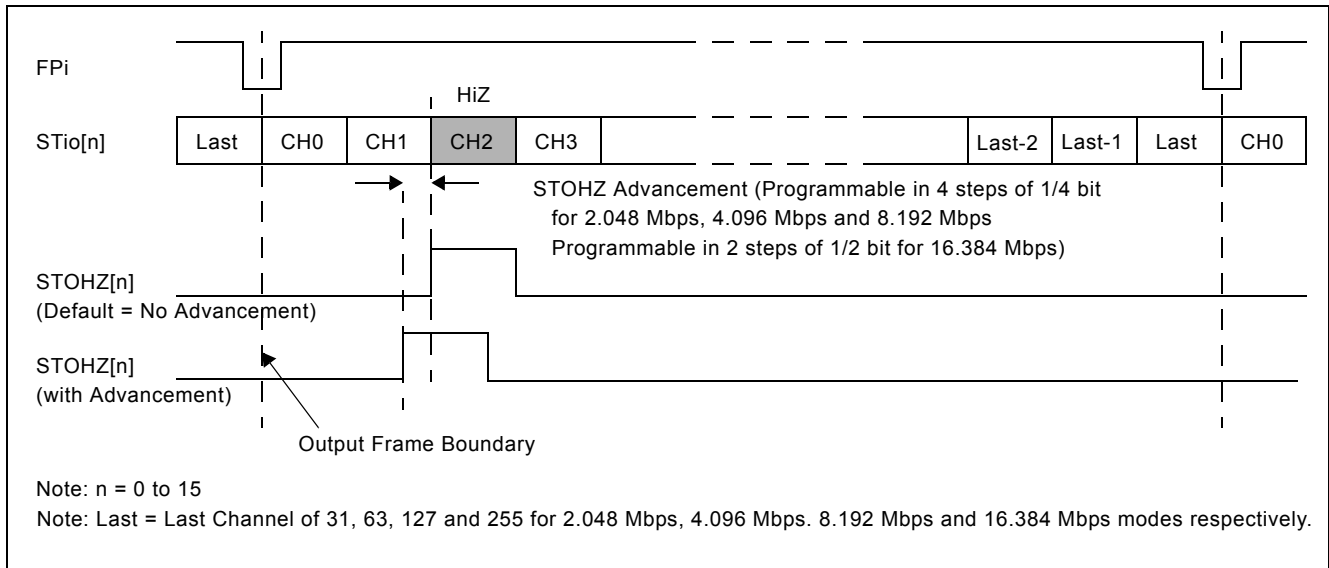 FPi
HiZ
STio[n]
Last
CH0
CH1
CH2
CH3
Last-2
Last-1
Last
CH0
STOHZ Advancement (Programmable in 4 steps of 1/4 bit
for 2.048 Mbps, 4.096 Mbps and 8.192 Mbps
Programmable in 2 steps of 1/2 bit for 16.384 Mbps)
STOHZ[n]
(Default = No Advancement)
STOHZ[n]
(with Advancement)
Output Frame Boundary
Note: n = 0 to 15
Note: Last = Last Channel of 31, 63, 127 and 255 for 2.048 Mbps, 4.096 Mbps. 8.192 Mbps and 16.384 Mbps modes respectively.